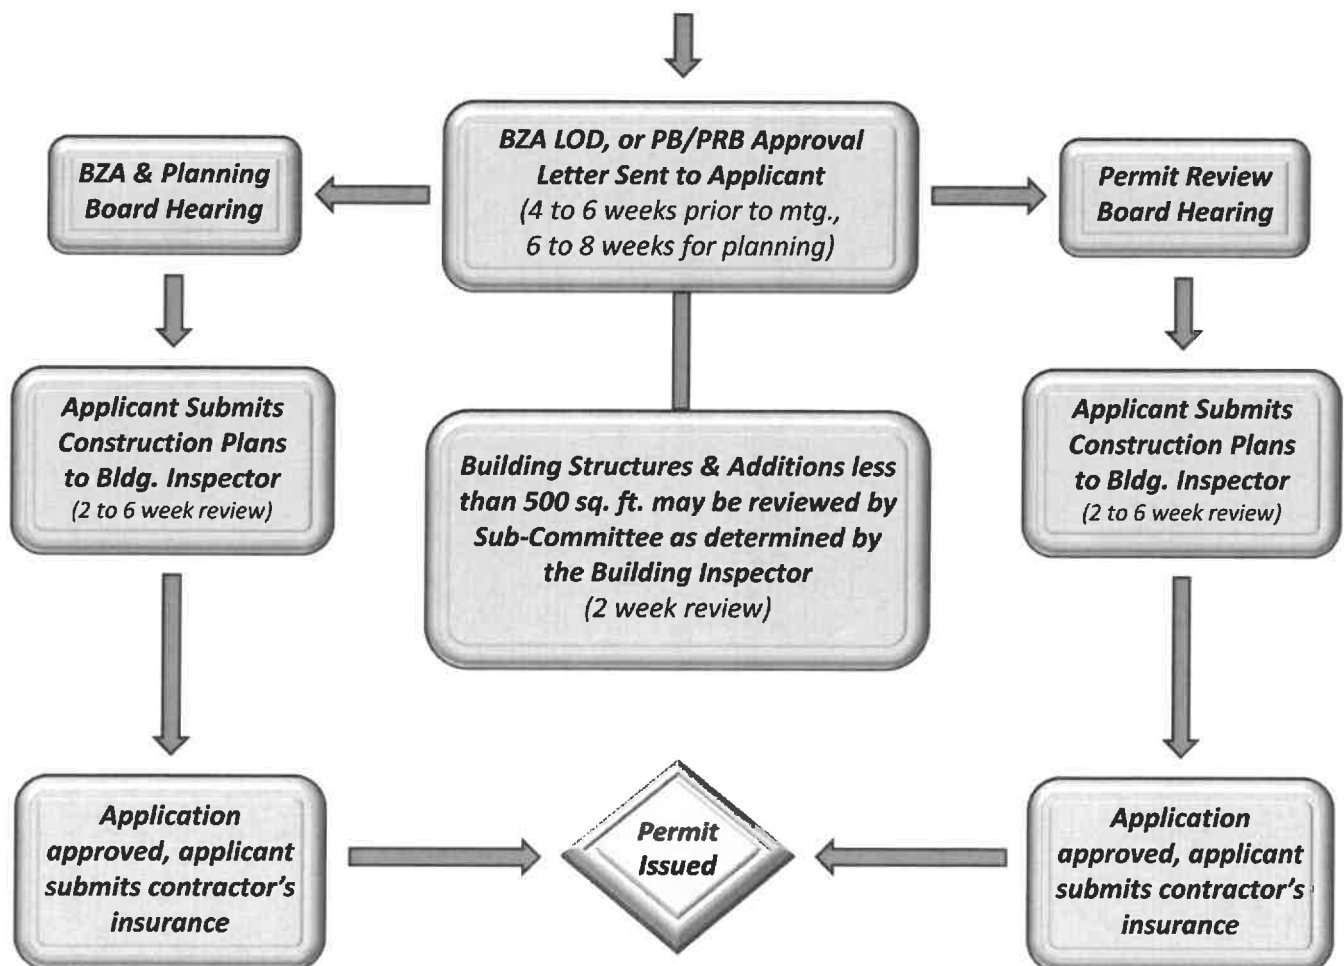 BZA LOD, or PB/PRB Approval
Letter Sent to Applicant
(4 to 6 weeks prior to mtg.,
6 to 8 weeks for planning)
BZA & Planning
Board Hearing
Permit Review
Board Hearing
Applicant Submits
Construction Plans
to Bldg. Inspector
(2 to 6 week review)
Building Structures & Additions less
than 500 sq. ft. may be reviewed by
Sub-Committee as determined by
the Building Inspector
(2 week review)
Applicant Submits
Construction Plans
to Bldg. Inspector
(2 to 6 week review)
Application
approved, applicant
submits contractor's
insurance
Permit
Issued
Application
approved, applicant
submits contractor's
insurance